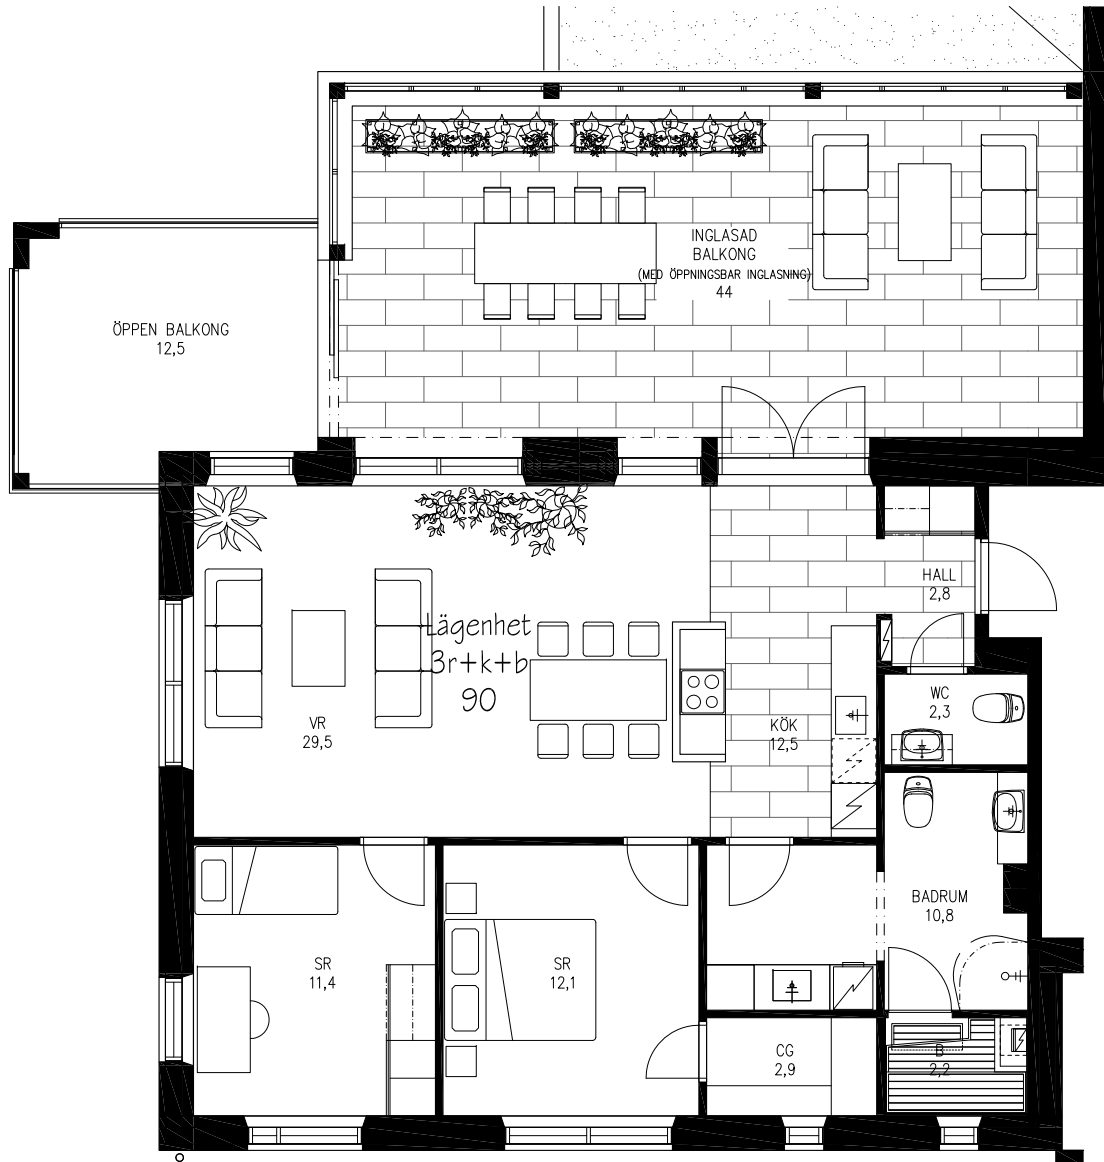 INGLASAD
BALKONG
(MED ÖPPNINGSBAR INGLASNING)
44
ÖPPEN BALKONG
12,5
HALL
2,8
Lägenhet
3r+k+b
90
WC
2,3
VR
29,5
KÖK
12,5
BADRUM
10,8
SR
11,4
SR
12,1
CG
2,9
B
2,2